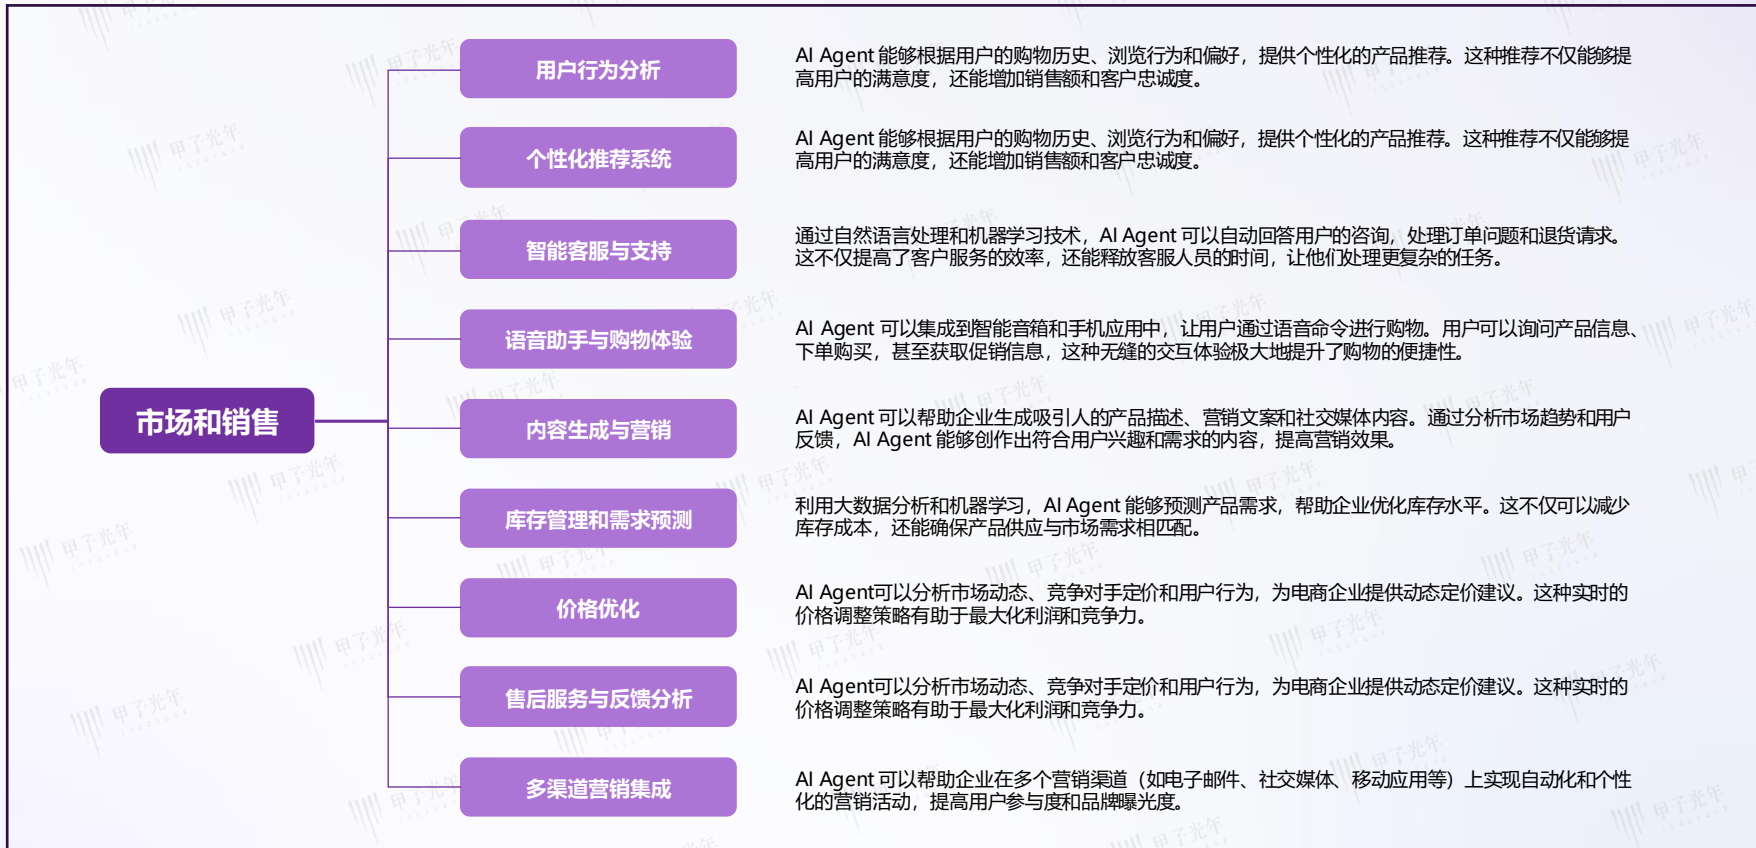 用户行为分析
AI Agent 能够根据用户的购物历史、浏览行为和偏好，提供个性化的产品推荐。这种推荐不仅能够提
高用户的满意度，还能增加销售额和客户忠诚度。
个性化推荐系统
AI Agent 能够根据用户的购物历史、浏览行为和偏好，提供个性化的产品推荐。这种推荐不仅能够提
高用户的满意度，还能增加销售额和客户忠诚度。
智能客服与支持
通过自然语言处理和机器学习技术，AI Agent 可以自动回答用户的咨询，处理订单问题和退货请求。
这不仅提高了客户服务的效率，还能释放客服人员的时间，让他们处理更复杂的任务。
语音助手与购物体验
AI Agent 可以集成到智能音箱和手机应用中，让用户通过语音命令进行购物。用户可以询问产品信息、
下单购买，甚至获取促销信息，这种无缝的交互体验极大地提升了购物的便捷性。
市场和销售
内容生成与营销
AI Agent 可以帮助企业生成吸引人的产品描述、营销文案和社交媒体内容。通过分析市场趋势和用户
反馈，AI Agent 能够创作出符合用户兴趣和需求的内容，提高营销效果。
库存管理和需求预测
利用大数据分析和机器学习，AI Agent 能够预测产品需求，帮助企业优化库存水平。这不仅可以减少
库存成本，还能确保产品供应与市场需求相匹配。
价格优化
AI Agent可以分析市场动态、竞争对手定价和用户行为，为电商企业提供动态定价建议。这种实时的
价格调整策略有助于最大化利润和竞争力。
售后服务与反馈分析
AI Agent可以分析市场动态、竞争对手定价和用户行为，为电商企业提供动态定价建议。这种实时的
价格调整策略有助于最大化利润和竞争力。
多渠道营销集成
AI Agent 可以帮助企业在多个营销渠道（如电子邮件、社交媒体、移动应用等）上实现自动化和个性
化的营销活动，提高用户参与度和品牌曝光度。
甲子光年